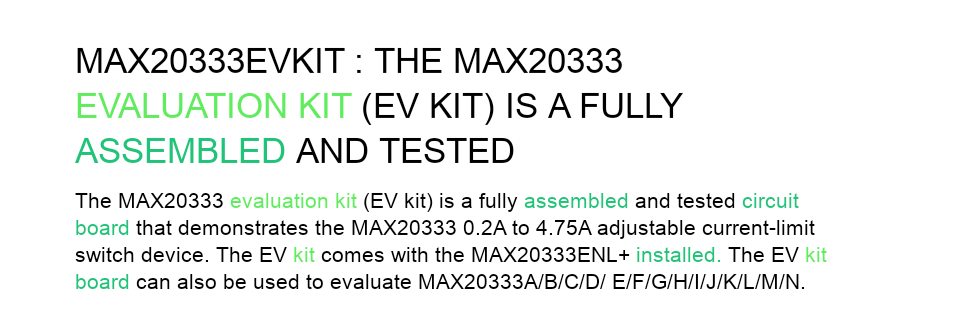 MAX20333EVKIT : THE MAX20333
EVALUATION KIT (EV KIT) IS A FULLY
ASSEMBLED AND TESTED
The MAX20333 evaluation kit (EV kit) is a fully assembled and tested circuit
board that demonstrates the MAX20333 0.2A to 4.75A adjustable current-limit
switch device. The EV kit comes with the MAX20333ENL+ installed. The EV kit
board can also be used to evaluate MAX20333A/B/C/D/ E/F/G/H/I/J/K/L/M/N.